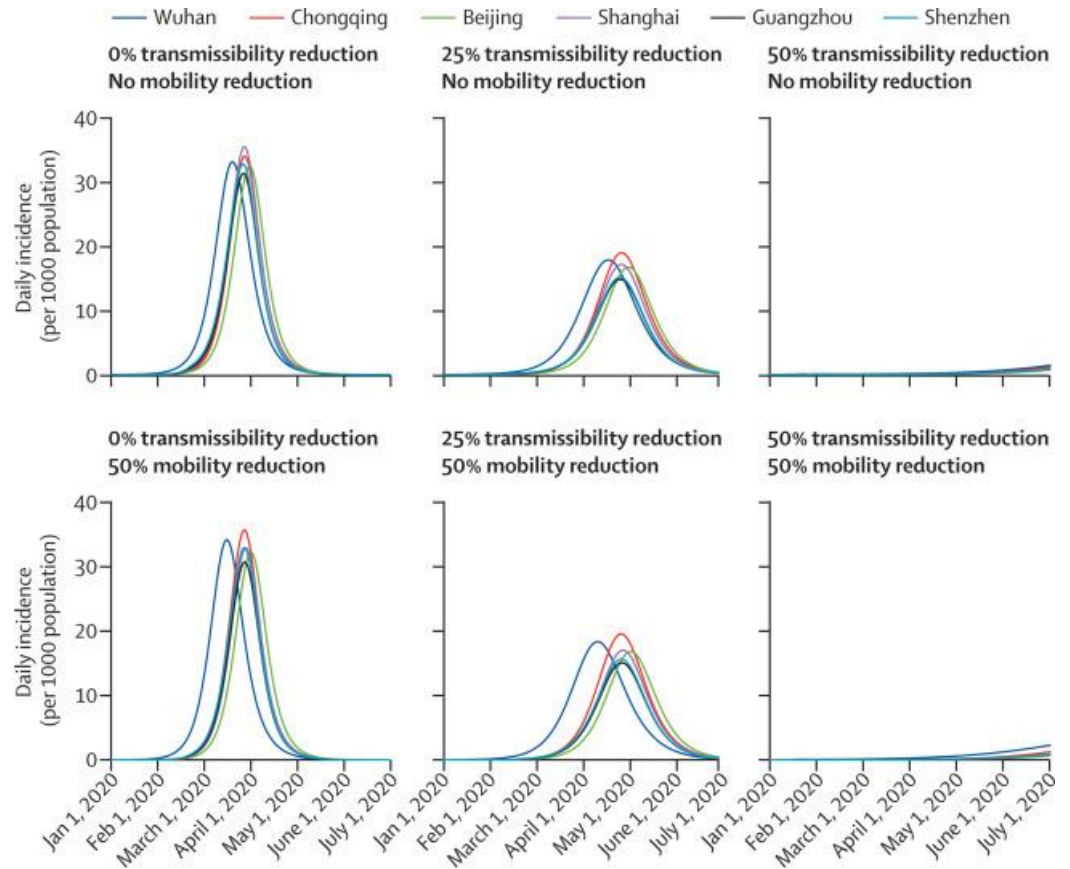 Wuhan Chongqing Beijing Shanghai Guangzhou Shenzhen
0% transmissibility reduction
No mobility reduction
25% transmissibility reduction
No mobility reduction
50% transmissibility reduction
No mobility reduction
Daily incidence
(per 1000 population)
40
30
20
10
0
0% transmissibility reduction
50% mobility reduction
25% transmissibility reduction
50% mobility reduction
50% transmissibility reduction
50% mobility reduction
Daily incidence
(per 1000 population)
40
30
20
10
0
Jan 1, 2020
Feb 1, 2020
March 1, 2020
April 1, 2020
May 1, 2020
June 1, 2020
July 1, 2020
Jan 1, 2020
Feb 1, 2020
March 1, 2020
April 1, 2020
May 1, 2020
June 1, 2020
July 1, 2020
Jan 1, 2020
Feb 1, 2020
March 1, 2020
April 1, 2020
May 1, 2020
June 1, 2020
July 1, 2020